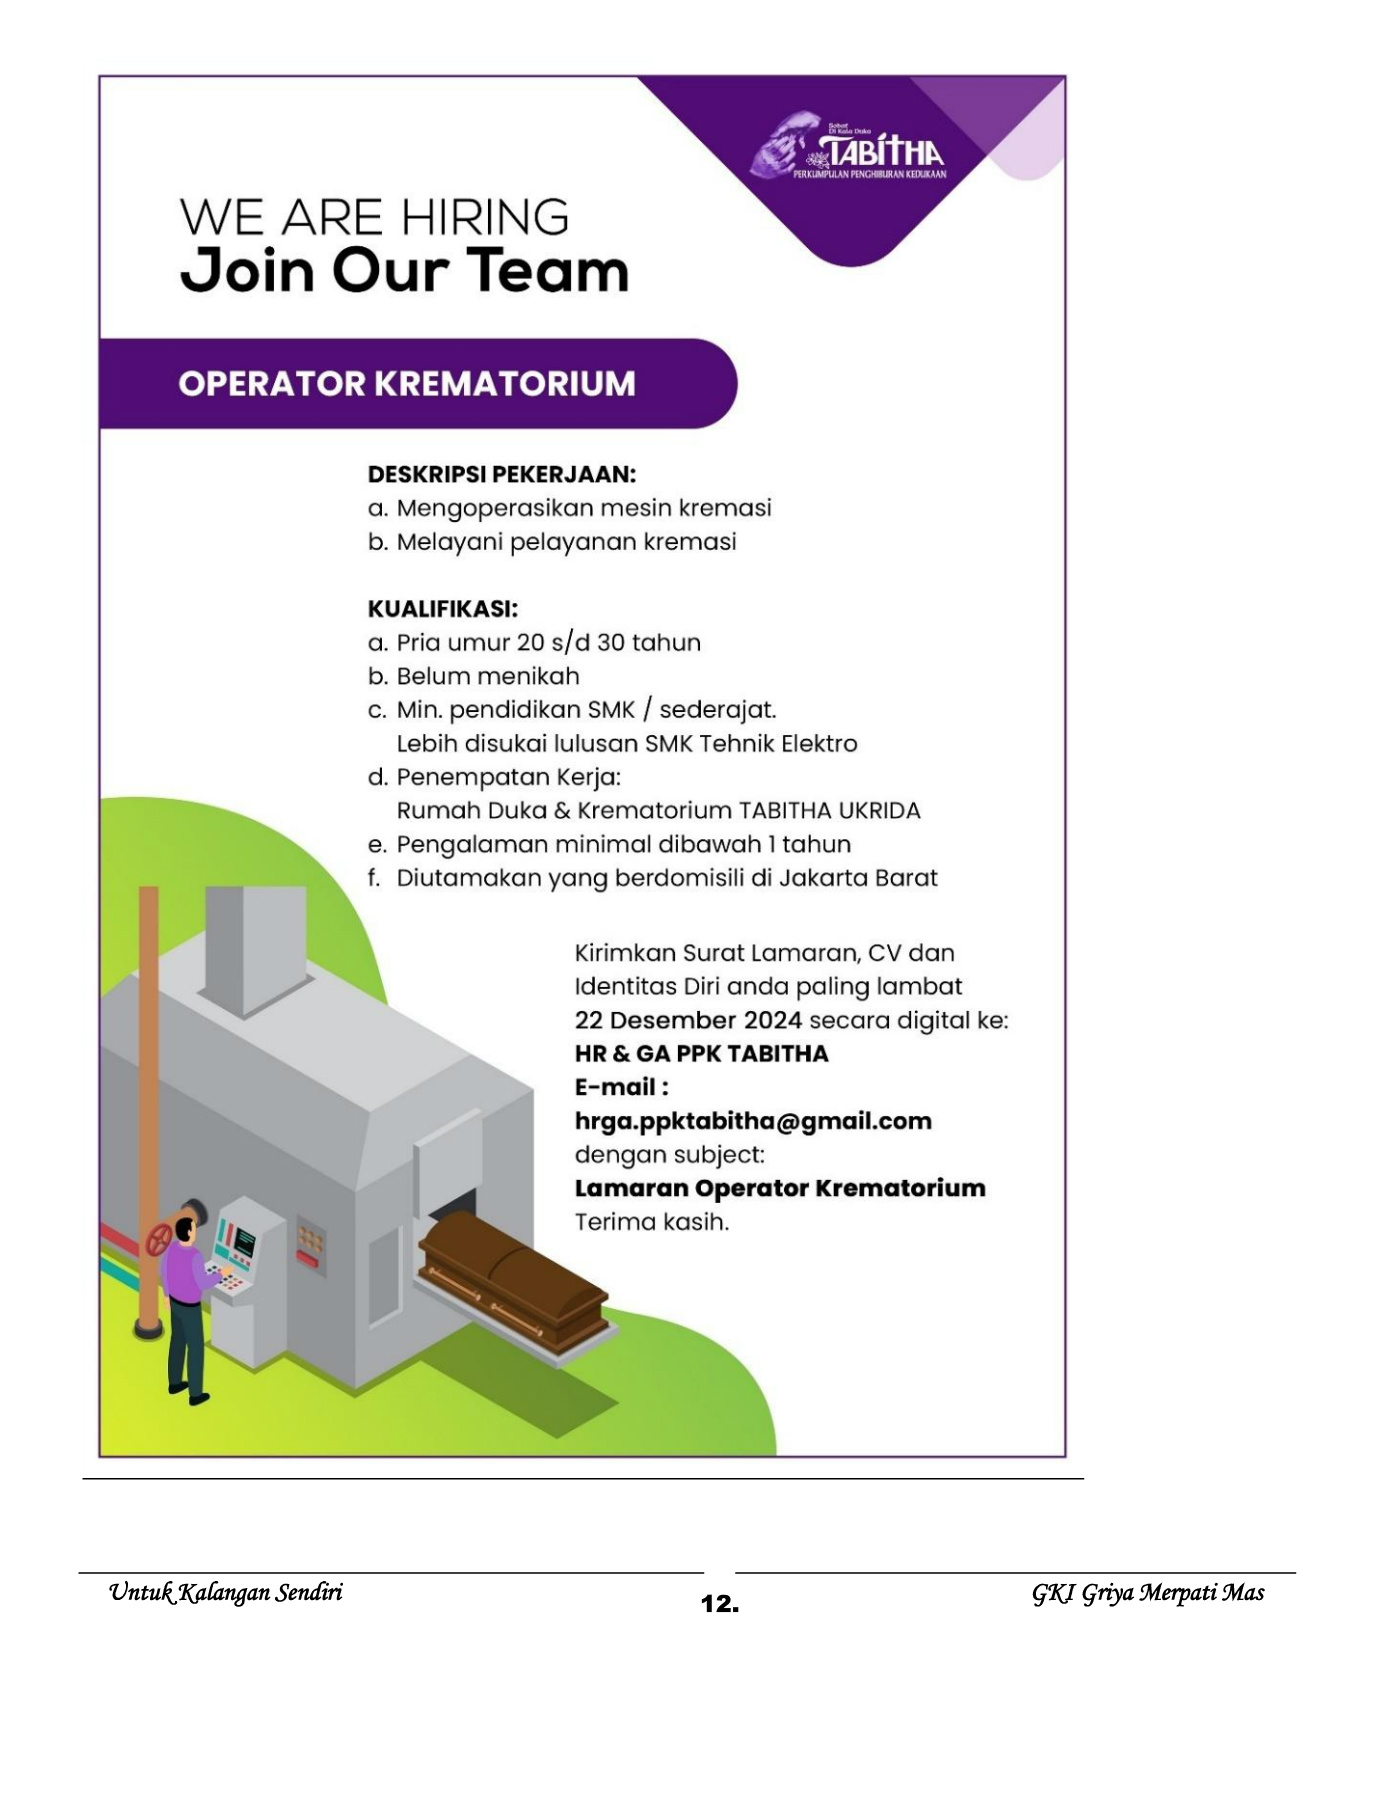 Sobat
Di Kala Duka
TABITHA
PERKUMPULAN PENGHIBURAN KEDUKAAN
WE ARE HIRING
Join Our Team
OPERATOR KREMATORIUM
DESKRIPSI PEKERJAAN:
a. Mengoperasikan mesin kremasi
b. Melayani pelayanan kremasi
KUALIFIKASI:
a. Pria umur 20 s/d 30 tahun
b. Belum menikah
c. Min. pendidikan SMK / sederajat.
Lebih disukai lulusan SMK Tehnik Elektro
d. Penempatan Kerja:
Rumah Duka & Krematorium TABITHA UKRIDA
e. Pengalaman minimal dibawah 1 tahun
f. Diutamakan yang berdomisili di Jakarta Barat
Kirimkan Surat Lamaran, CV dan
Identitas Diri anda paling lambat
22 Desember 2024 secara digital ke:
HR & GA PPK TABITHA
E-mail :
hrga.ppktabitha@gmail.com
dengan subject:
Lamaran Operator Krematorium
Terima kasih.
Untuk Kalangan Sendiri
12.
GKI Griya Merpati Mas